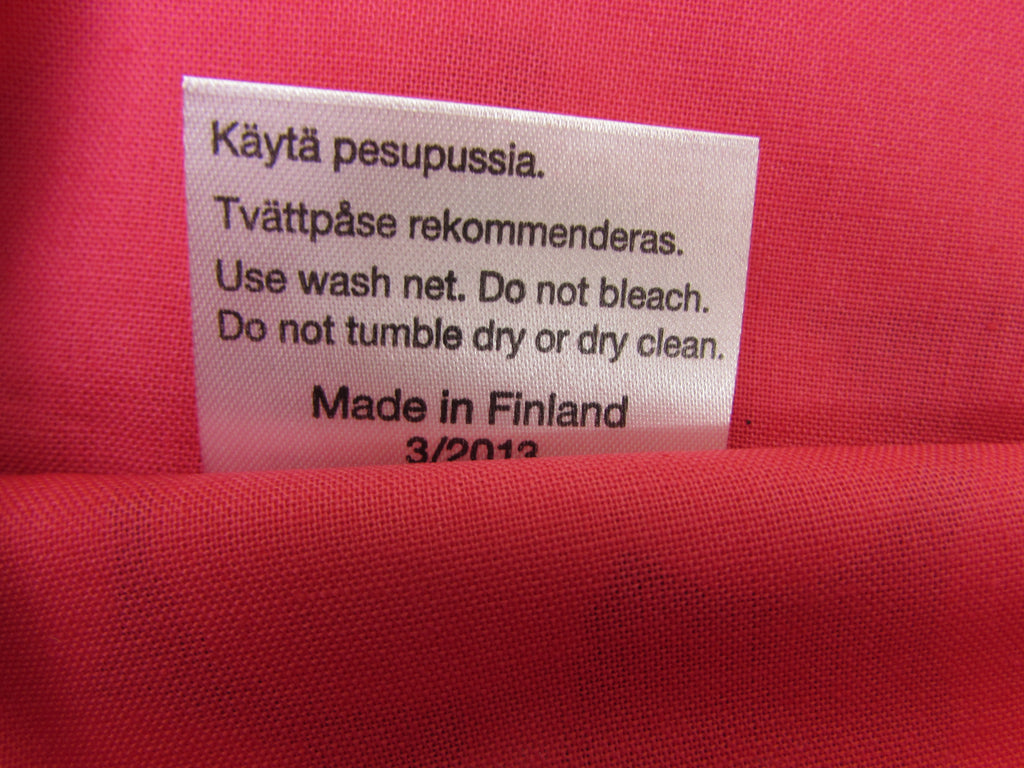 Käytä pesupussia.
Tvättpåse rekommenderas.
Use wash net. Do not bleach.
Do not tumble dry or dry clean.
Made in Finland
3/2013